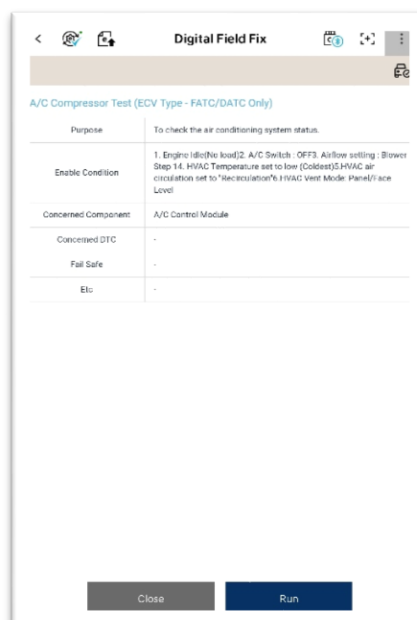 Digital Field Fix
A/C Compressor Test (ECV Type - FATC/DATC Only)
Purpose
To check the air conditioning system status.
Enable Condition
1. Engine Idle(No load)2. A/C Switch : OFF3. Airflow setting : Blower
Step 14. HVAC Temperature set to low (Coldest)5.HVAC air
circulation set to "Recirculation"6.HVAC Vent Mode: Panel/Face
Level
Concerned Component
A/C Control Module
Concerned DTC
-
Fail Safe
-
Etc
-
Close
Run